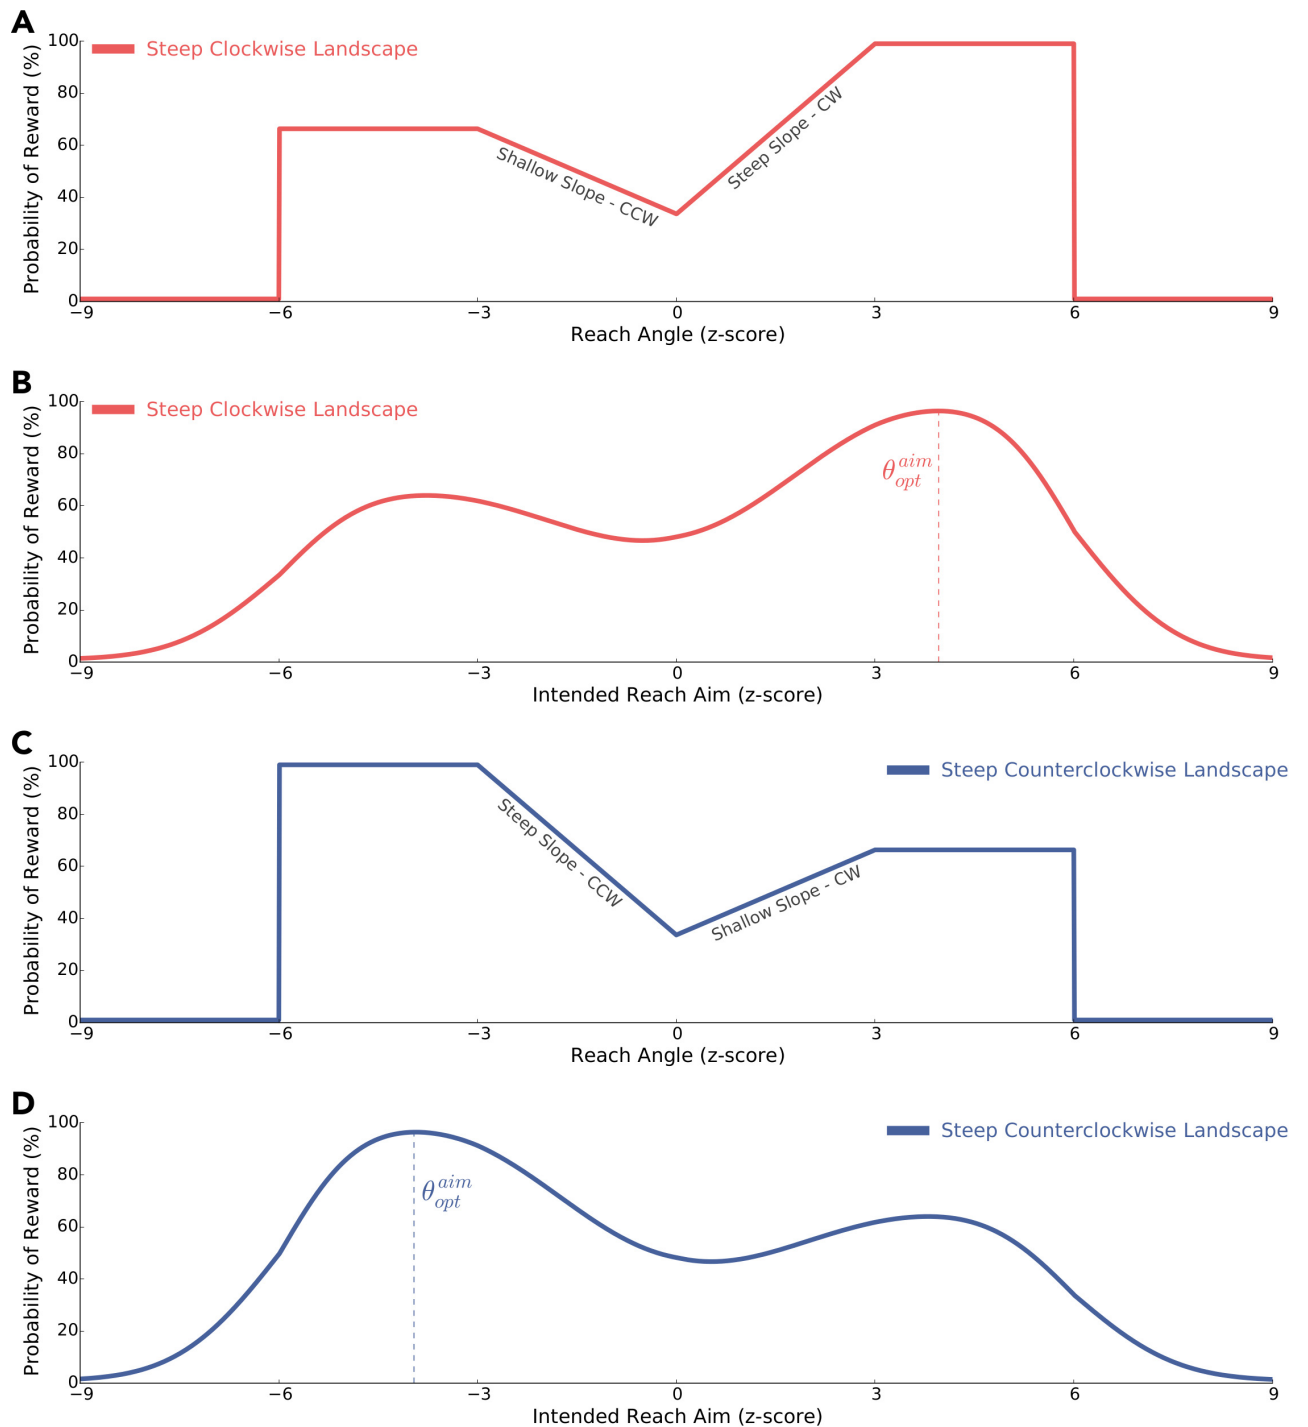 A
Steep Clockwise Landscape
Probability of Reward (%)
100
80
60
40
20
0
Shallow Slope - CCW
Steep Slope - CW
−9 −6 −3 0 3 6 9
Reach Angle (z-score)
B
Steep Clockwise Landscape
Probability of Reward (%)
100
80
60
40
20
0
θ aim opt
−9 −6 −3 0 3 6 9
Intended Reach Aim (z-score)
C
Steep Counterclockwise Landscape
Probability of Reward (%)
100
80
60
40
20
0
Steep Slope - CCW
Shallow Slope - CW
−9 −6 −3 0 3 6 9
Reach Angle (z-score)
D
Steep Counterclockwise Landscape
Probability of Reward (%)
100
80
60
40
20
0
θ aim opt
−9 −6 −3 0 3 6 9
Intended Reach Aim (z-score)